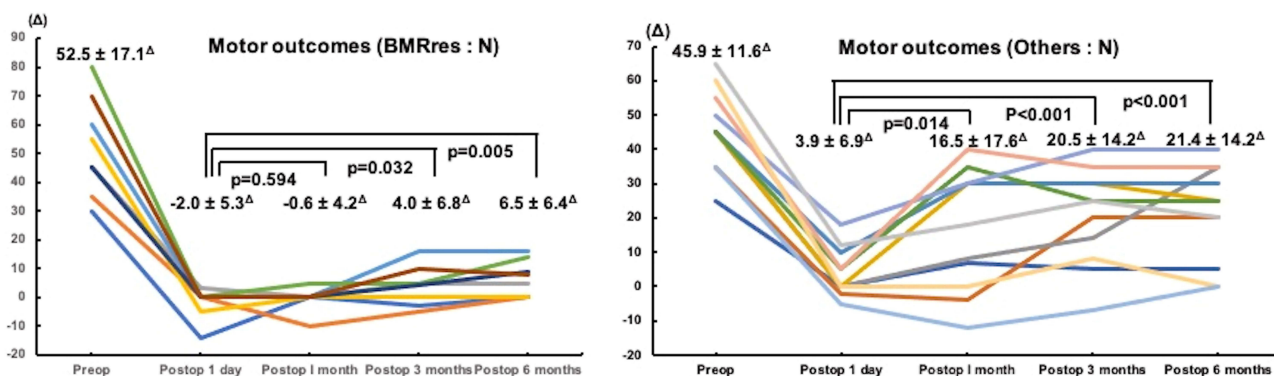 (Δ)
Motor outcomes (BMRres : N)
90
80
70
60
50
40
30
20
10
0
-10
-20
52.5 ± 17.1Δ
p=0.005
p=0.032
p=0.594
-2.0 ± 5.3Δ
-0.6 ± 4.2Δ
4.0 ± 6.8Δ
6.5 ± 6.4Δ
Preop
Postop 1 day
Postop I month
Postop 3 months
Postop 6 months
(Δ)
Motor outcomes (Others : N)
70
60
50
40
30
20
10
0
-10
-20
45.9 ± 11.6Δ
p<0.001
P<0.001
p=0.014
3.9 ± 6.9Δ
16.5 ± 17.6Δ
20.5 ± 14.2Δ
21.4 ± 14.2Δ
Preop
Postop 1 day
Postop I month
Postop 3 months
Postop 6 months